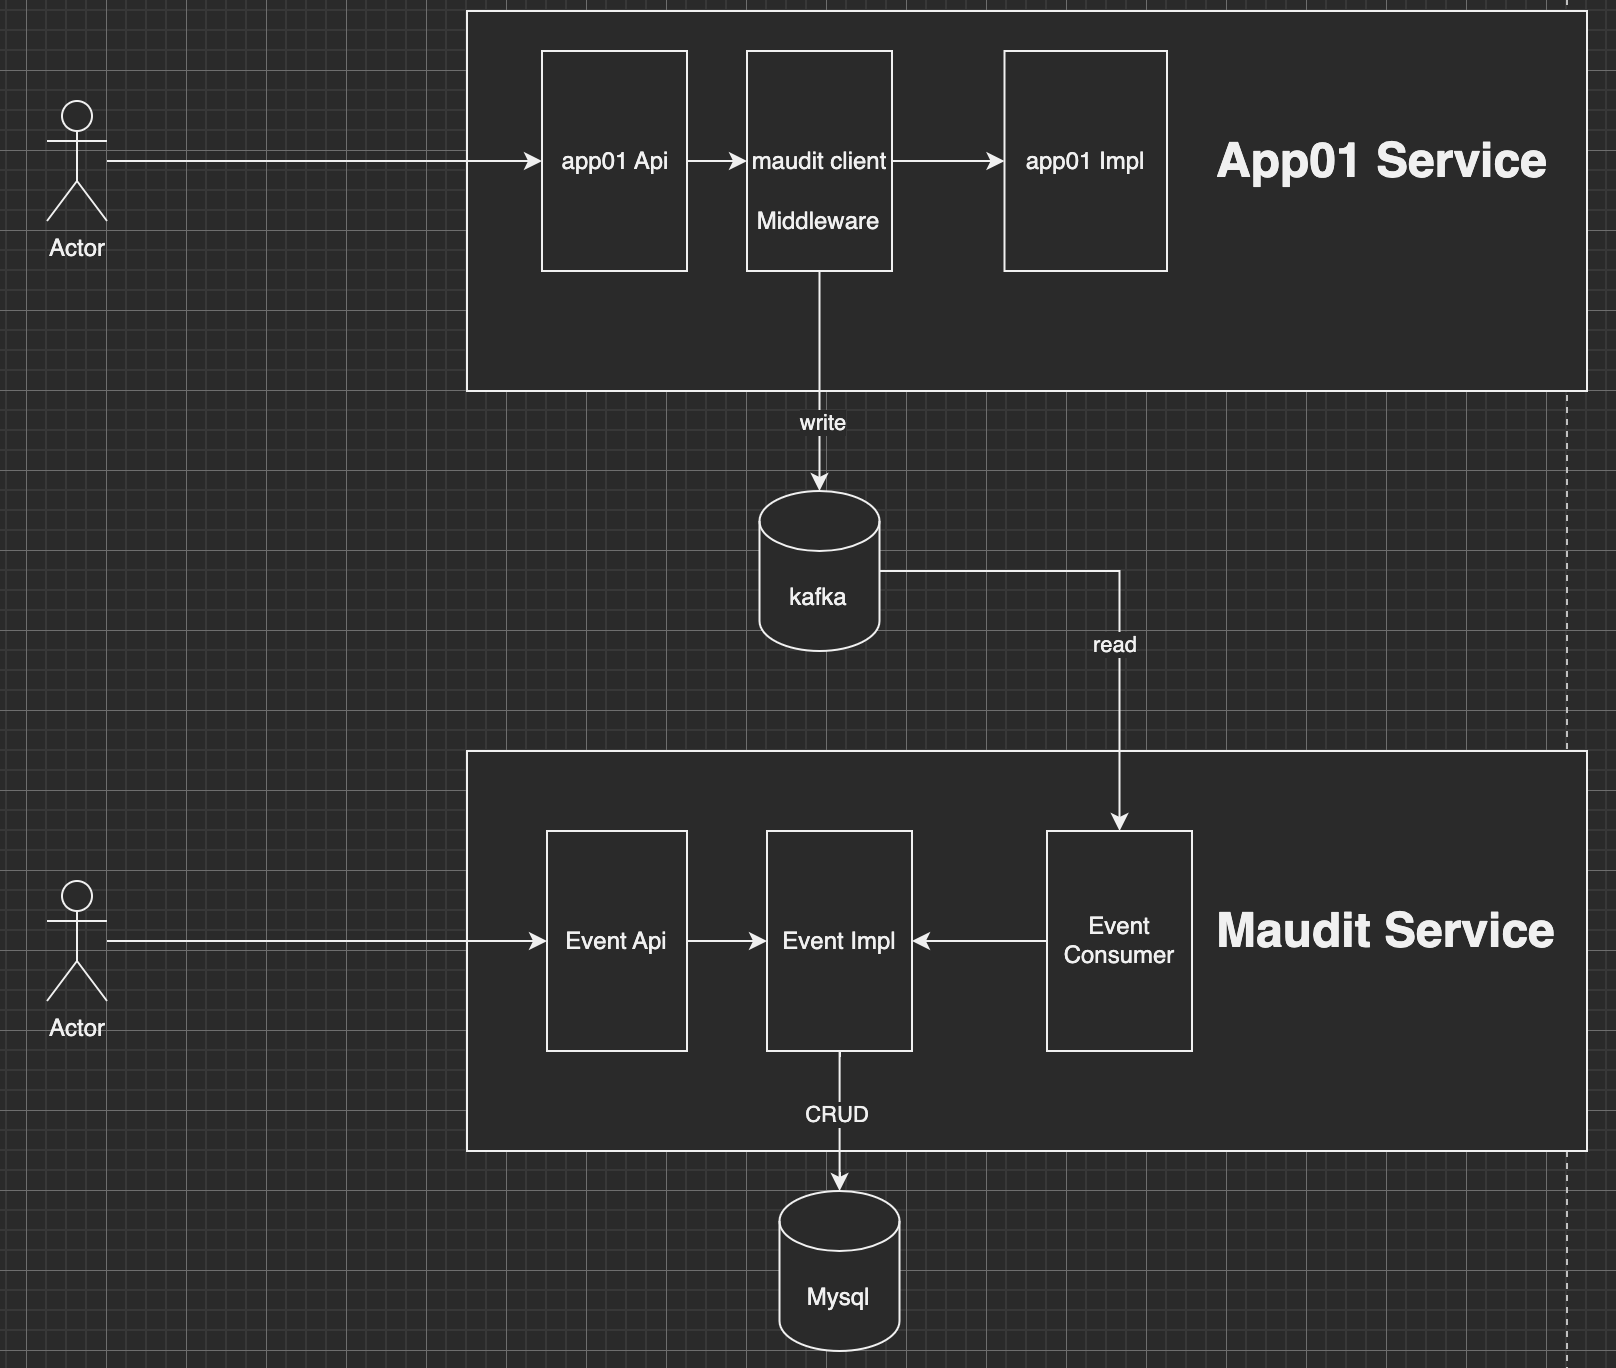 app01 Api
maudit client
Middleware
app01 Impl
App01 Service
Actor
write
kafka
read
Event Api
Event Impl
Event
Consumer
Maudit Service
Actor
CRUD
Mysql